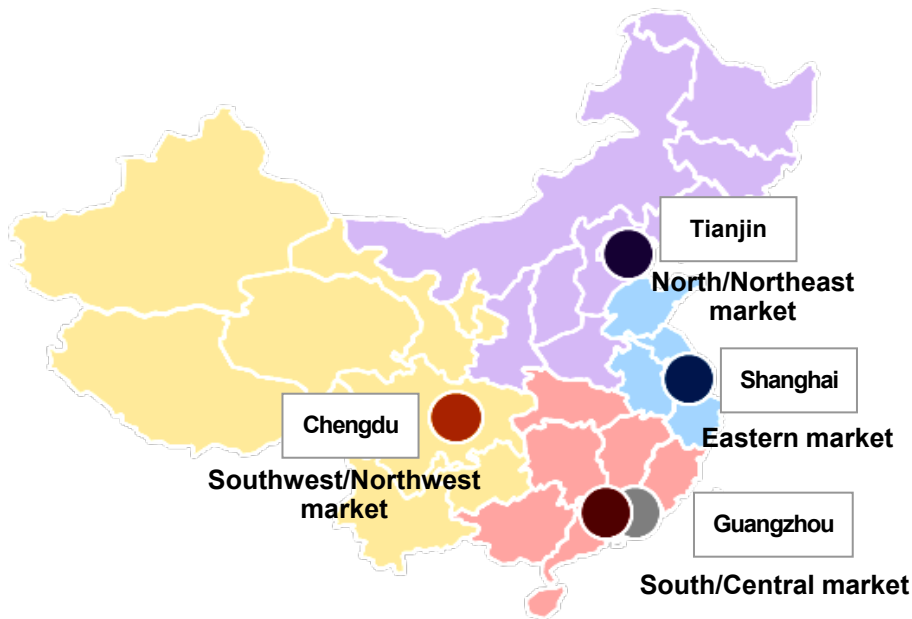 Tianjin
North/Northeast
market
Shanghai
Eastern market
Chengdu
Southwest/Northwest
market
Guangzhou
South/Central market